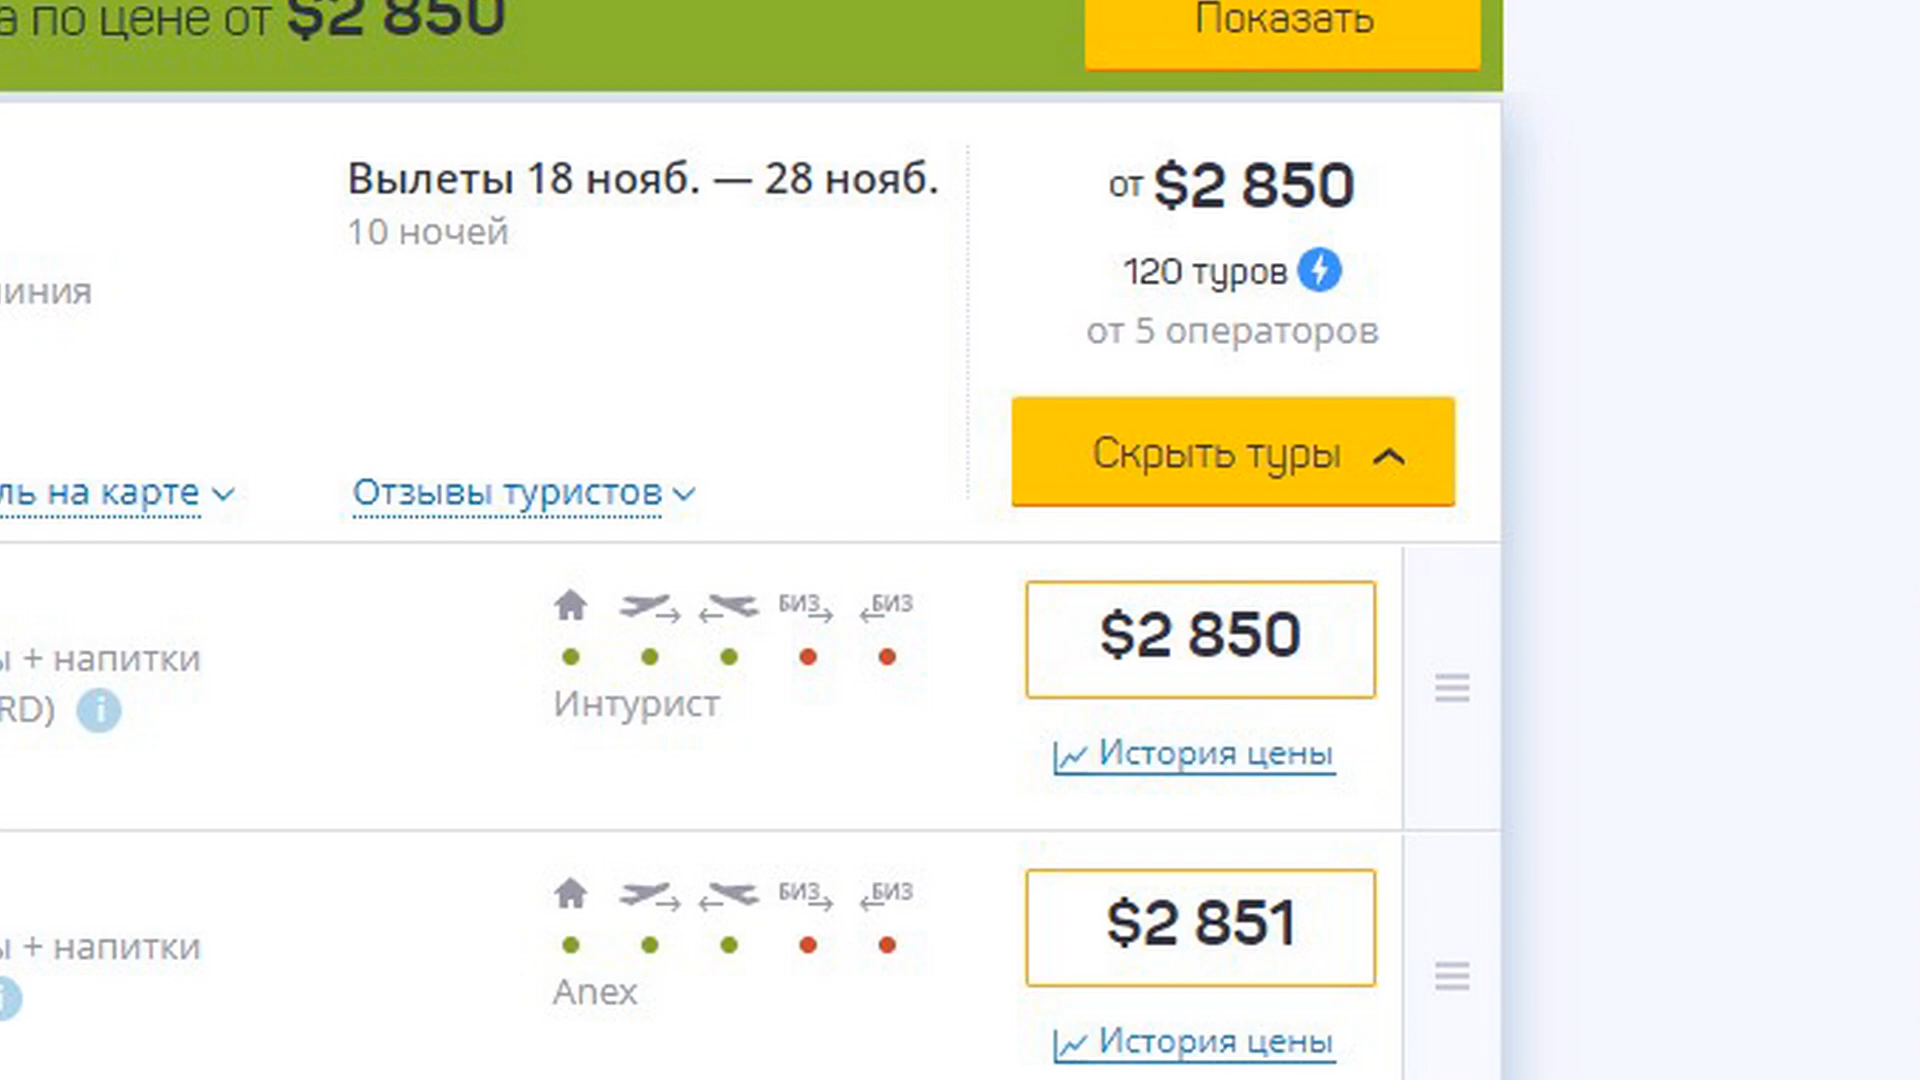 а по цене от $2 850
Показать
Вылеты 18 нояб. — 28 нояб.
10 ночей
от $2 850
120 туров
от 5 операторов
Скрыть туры
на карте
Отзывы туристов
БИЗ БИЗ
+ напитки
RD)
Интурист
$2 850
История цены
БИЗ БИЗ
+ напитки
Anex
$2 851
История цены